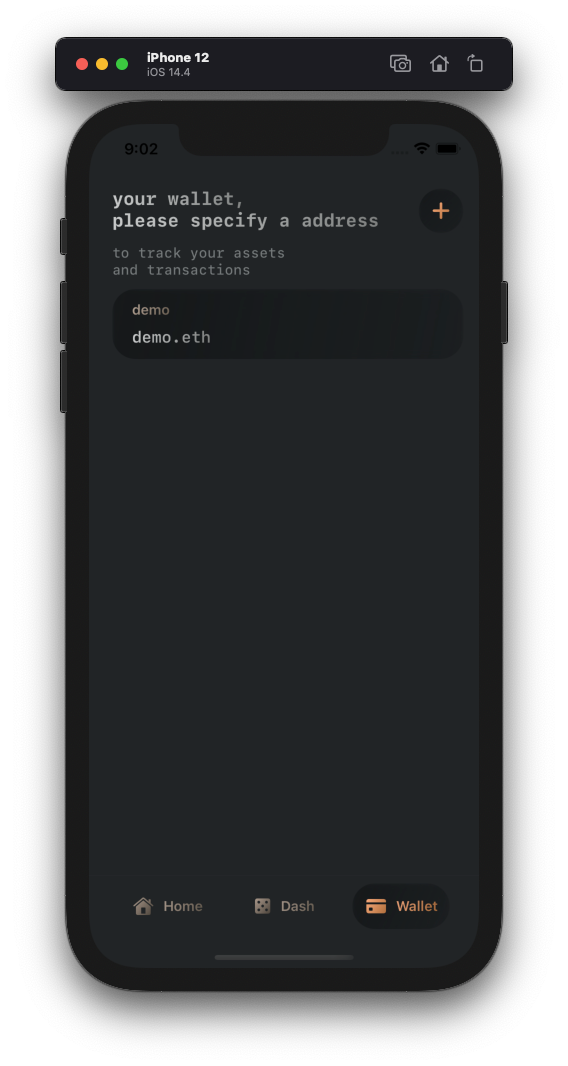 iPhone 12
iOS 14.4
9:02
your wallet,
please specify a address
to track your assets
and transactions
demo
demo.eth
Home
Dash
Wallet